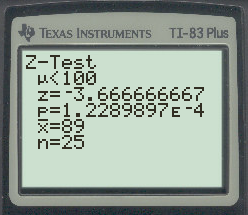 TEXAS INSTRUMENTS TI-83 Plus
Z-Test
μ<100
z=-3.666666667
p=1.2289897ᴇ-4
x̄=89
n=25